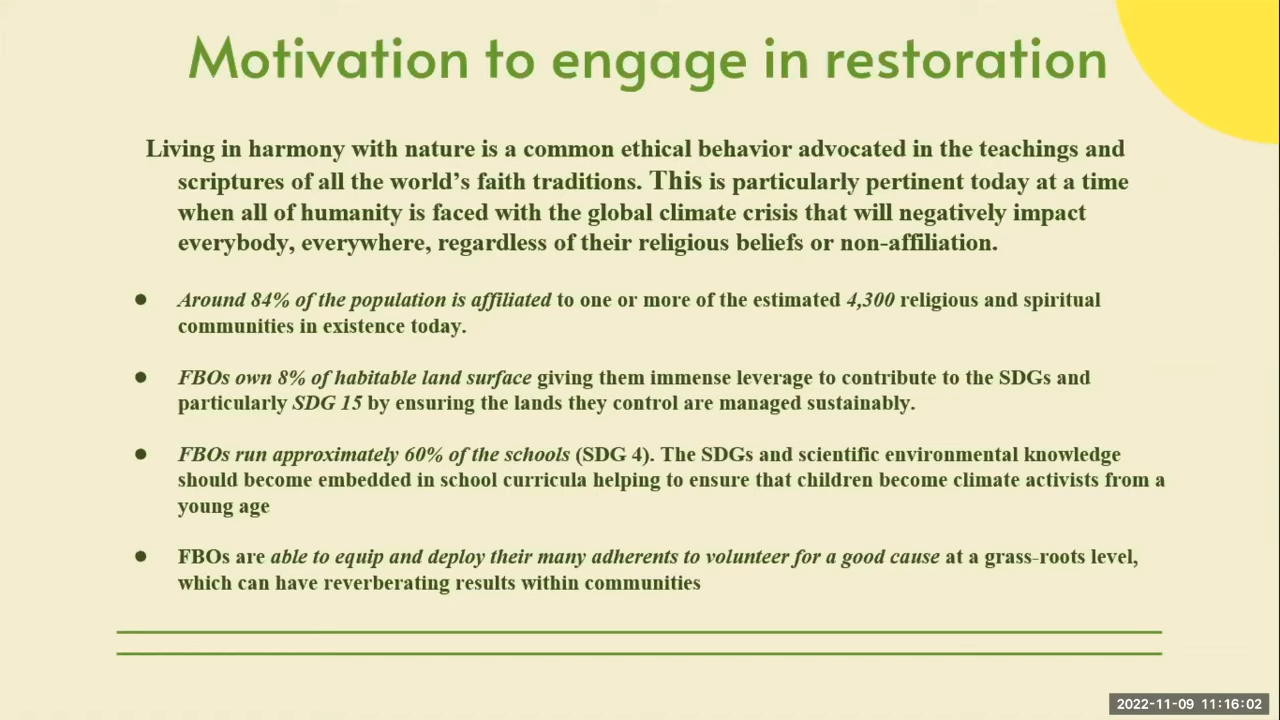 Motivation to engage in restoration
Living in harmony with nature is a common ethical behavior advocated in the teachings and
scriptures of all the world’s faith traditions. This is particularly pertinent today at a time
when all of humanity is faced with the global climate crisis that will negatively impact
everybody, everywhere, regardless of their religious beliefs or non-affiliation.
● Around 84% of the population is affiliated to one or more of the estimated 4,300 religious and spiritual
communities in existence today.
● FBOs own 8% of habitable land surface giving them immense leverage to contribute to the SDGs and
particularly SDG 15 by ensuring the lands they control are managed sustainably.
● FBOs run approximately 60% of the schools (SDG 4). The SDGs and scientific environmental knowledge
should become embedded in school curricula helping to ensure that children become climate activists from a
young age
● FBOs are able to equip and deploy their many adherents to volunteer for a good cause at a grass-roots level,
which can have reverberating results within communities
2022-11-09 11:16:02